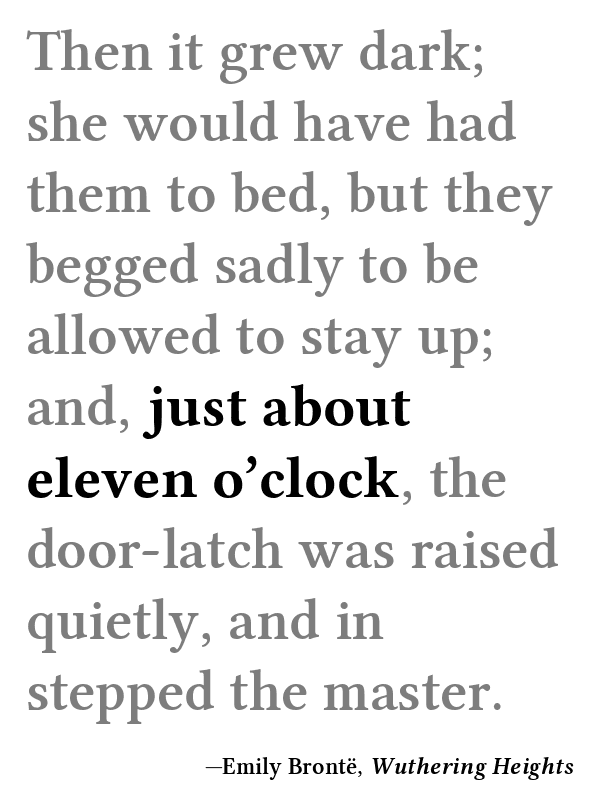 Then it grew dark;
she would have had
them to bed, but they
begged sadly to be
allowed to stay up;
and, just about
eleven o’clock, the
door-latch was raised
quietly, and in
stepped the master.
—Emily Brontë, Wuthering Heights